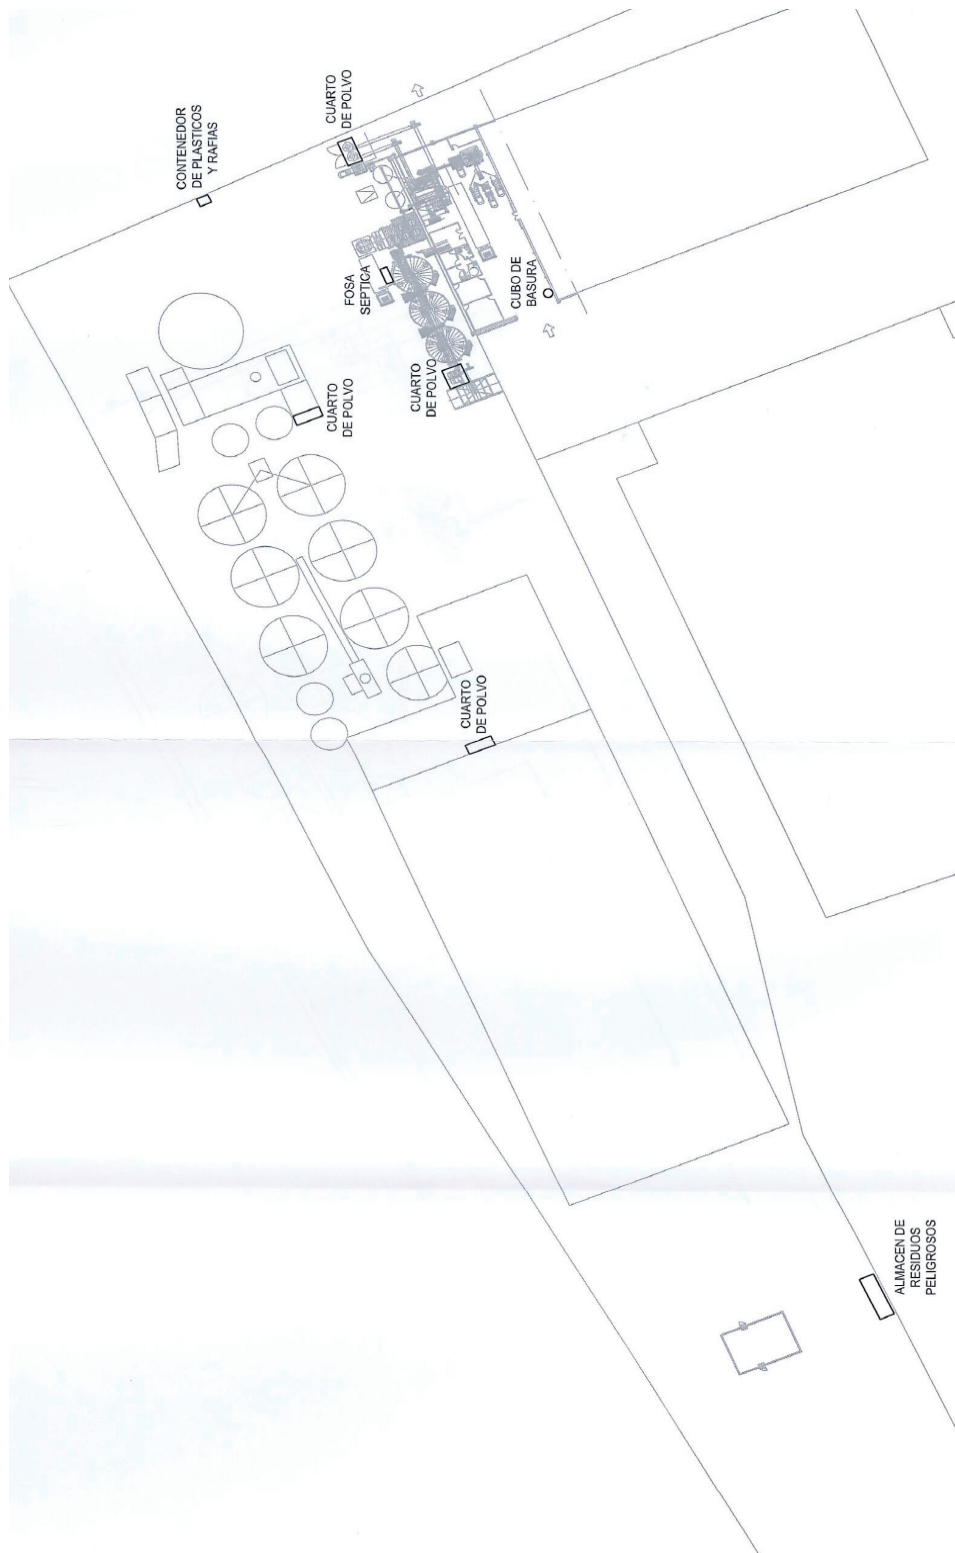 CONTENEDOR
DE PLASTICOS
Y RAFIAS
CUARTO
DE POLVO
FOSA
SEPTICA
CUBO DE
BASURA
CUARTO
DE POLVO
CUARTO
DE POLVO
CUARTO
DE POLVO
ALMACEN DE
RESIDUOS
PELIGROSOS